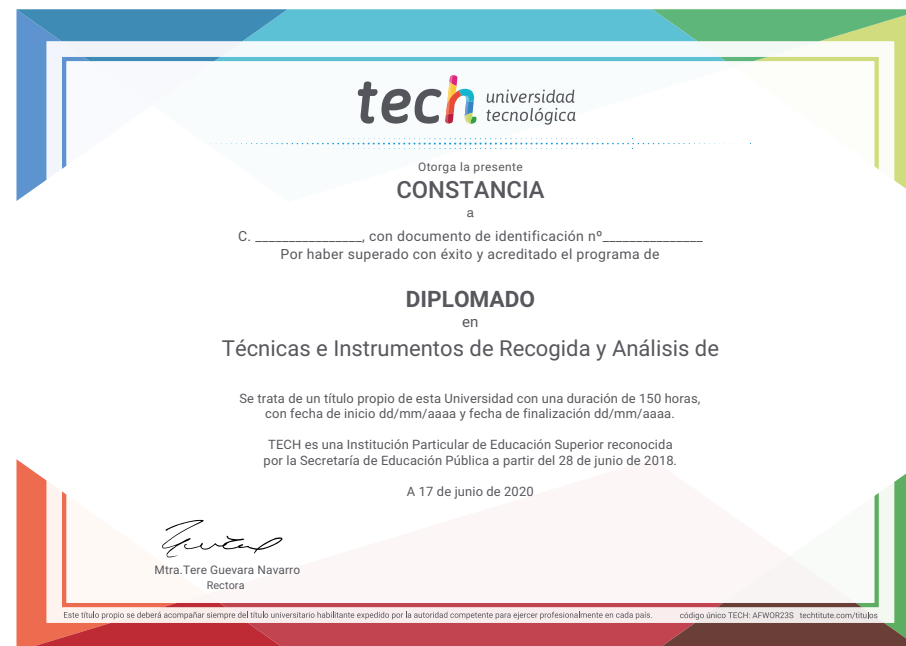 tech universidad
tecnológica
Otorga la presente
CONSTANCIA
a
C. ________________, con documento de identificación nº_______________
Por haber superado con éxito y acreditado el programa de
DIPLOMADO
en
Técnicas e Instrumentos de Recogida y Análisis de
Se trata de un título propio de esta Universidad con una duración de 150 horas,
con fecha de inicio dd/mm/aaaa y fecha de finalización dd/mm/aaaa.
TECH es una Institución Particular de Educación Superior reconocida
por la Secretaría de Educación Pública a partir del 28 de junio de 2018.
A 17 de junio de 2020
Mtra.Tere Guevara Navarro
Rectora
Este título propio se deberá acompañar siempre del título universitario habilitante expedido por la autoridad competente para ejercer profesionalmente en cada país. código único TECH: AFWOR23S techtitute.com/titulos